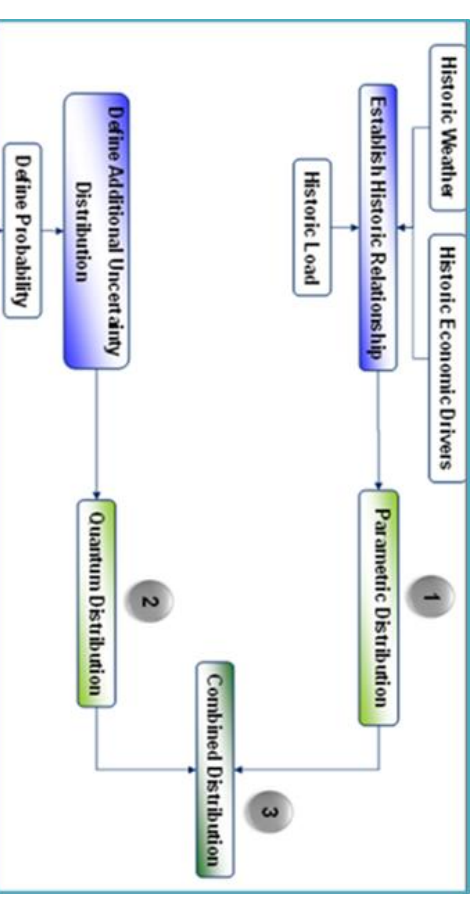 Historic Weather
Historic Economic Drivers
Establish Historic Relationship
Historic Load
Parametric Distribution
1
Define Additional Uncertainty
Distribution
Define Probability
Quantum Distribution
2
Combined Distribution
3